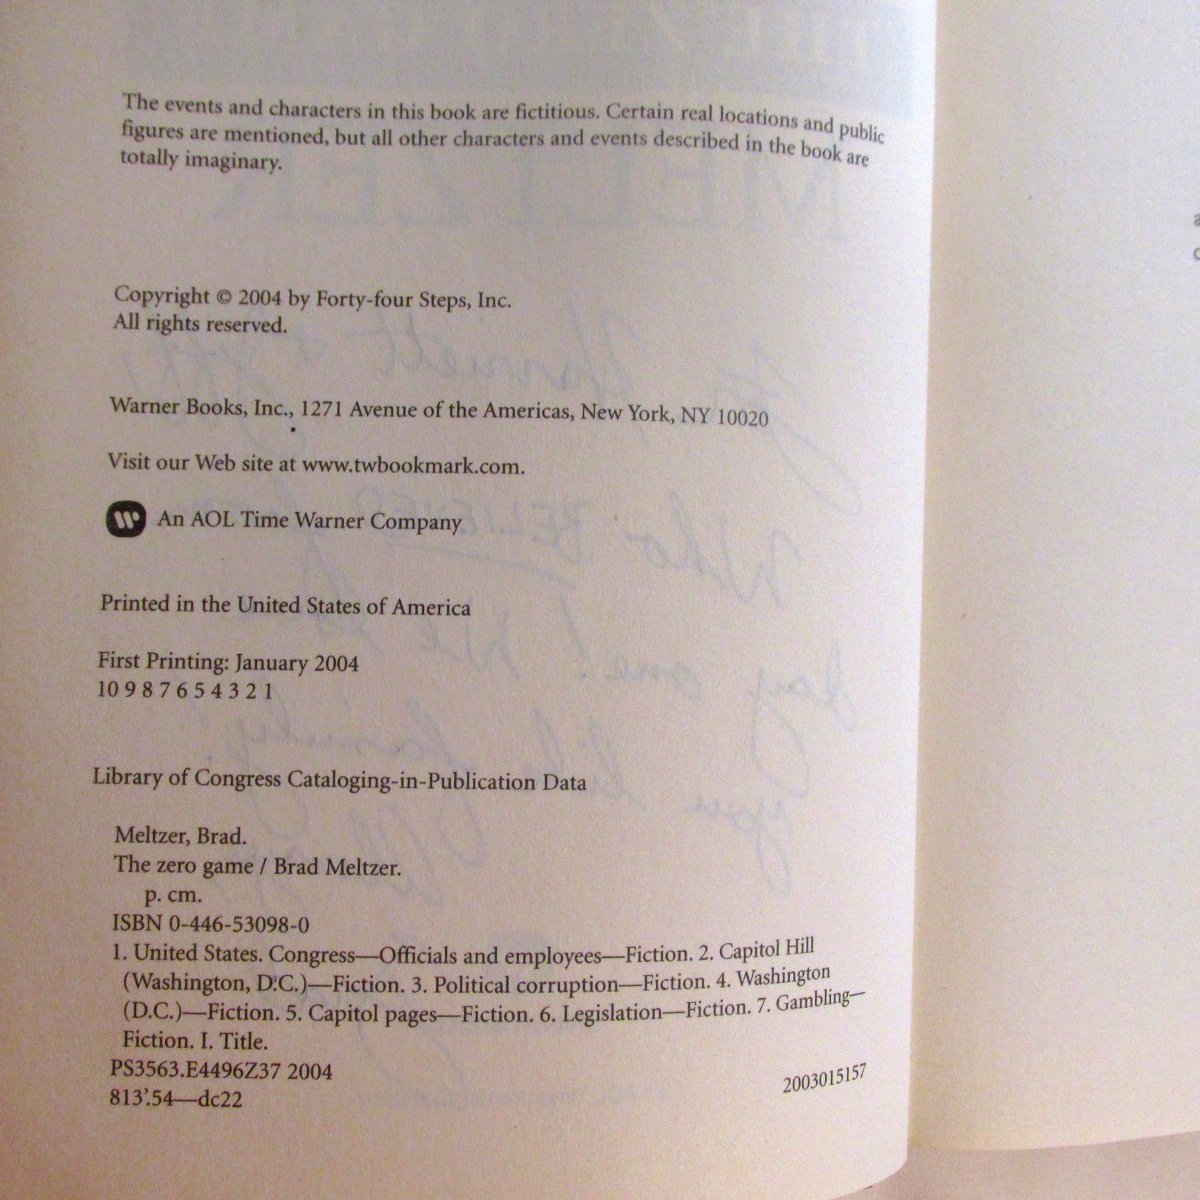 The events and characters in this book are fictitious. Certain real locations and public
figures are mentioned, but all other characters and events described in the book are
totally imaginary.
Copyright © 2004 by Forty-four Steps, Inc.
All rights reserved.
Warner Books, Inc., 1271 Avenue of the Americas, New York, NY 10020
Visit our Web site at www.twbookmark.com.
An AOL Time Warner Company
Printed in the United States of America
First Printing: January 2004
10 9 8 7 6 5 4 3 2 1
Library of Congress Cataloging-in-Publication Data
Meltzer, Brad.
The zero game / Brad Meltzer.
p. cm.
ISBN 0-446-53098-0
1. United States. Congress—Officials and employees—Fiction. 2. Capitol Hill
(Washington, D.C.)—Fiction. 3. Political corruption—Fiction. 4. Washington
(D.C.)—Fiction. 5. Capitol pages—Fiction. 6. Legislation—Fiction. 7. Gambling—
Fiction. I. Title.
PS3563.E4496Z37 2004
813'.54—dc22
2003015157